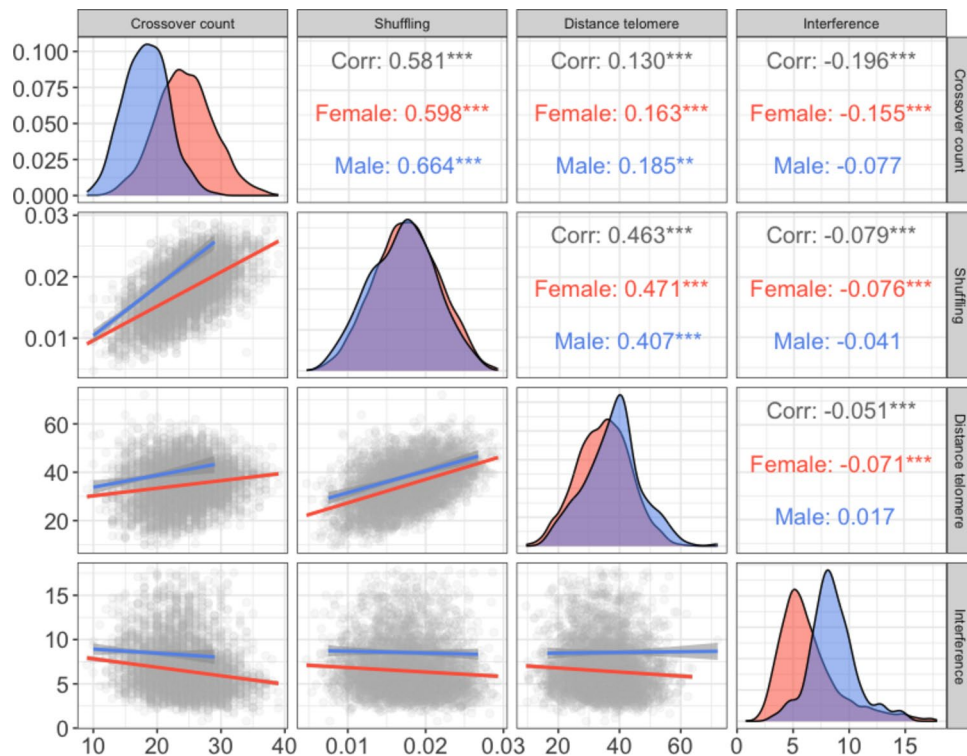 Crossover count
Shuffling
Distance telomere
Interference
0.100
0.075
0.050
0.025
0.000
Corr: 0.581***
Female: 0.598***
Male: 0.664***
Corr: 0.130***
Female: 0.163***
Male: 0.185**
Corr: -0.196***
Female: -0.155***
Male: -0.077
Crossover count
0.03
0.02
0.01
Corr: 0.463***
Female: 0.471***
Male: 0.407***
Corr: -0.079***
Female: -0.076***
Male: -0.041
Shuffling
60
40
20
Corr: -0.051***
Female: -0.071***
Male: 0.017
Distance telomere
15
10
5
0
Interference
10 20 30 40
0.01 0.02 0.03
20 40 60
0 5 10 15